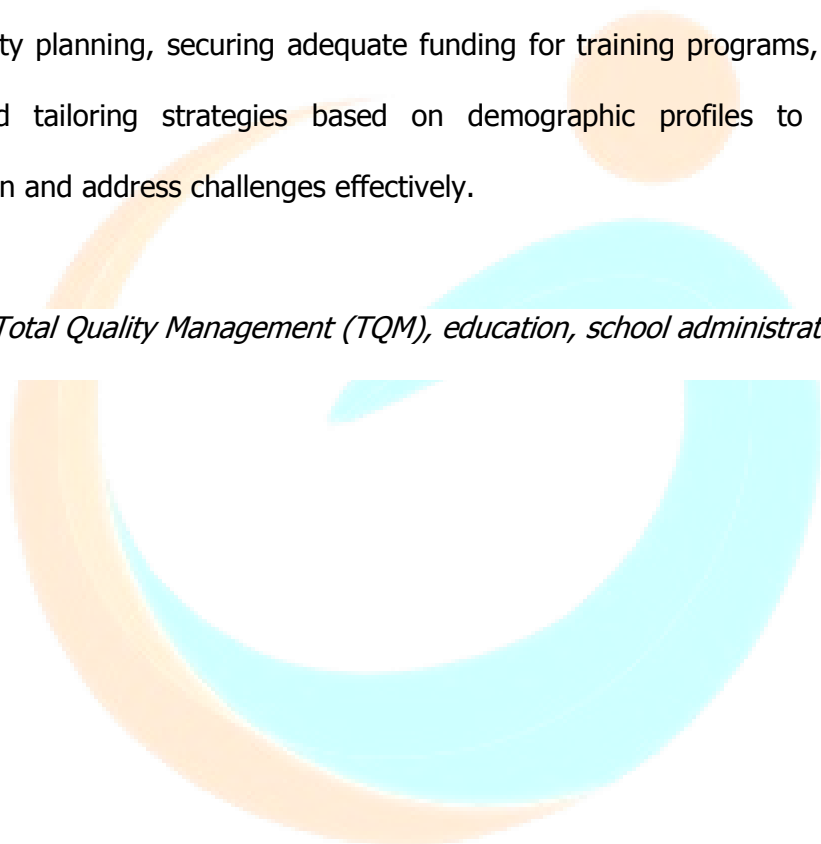 ty planning, securing adequate funding for training programs,
d tailoring strategies based on demographic profiles to
n and address challenges effectively.
Total Quality Management (TQM), education, school administrat